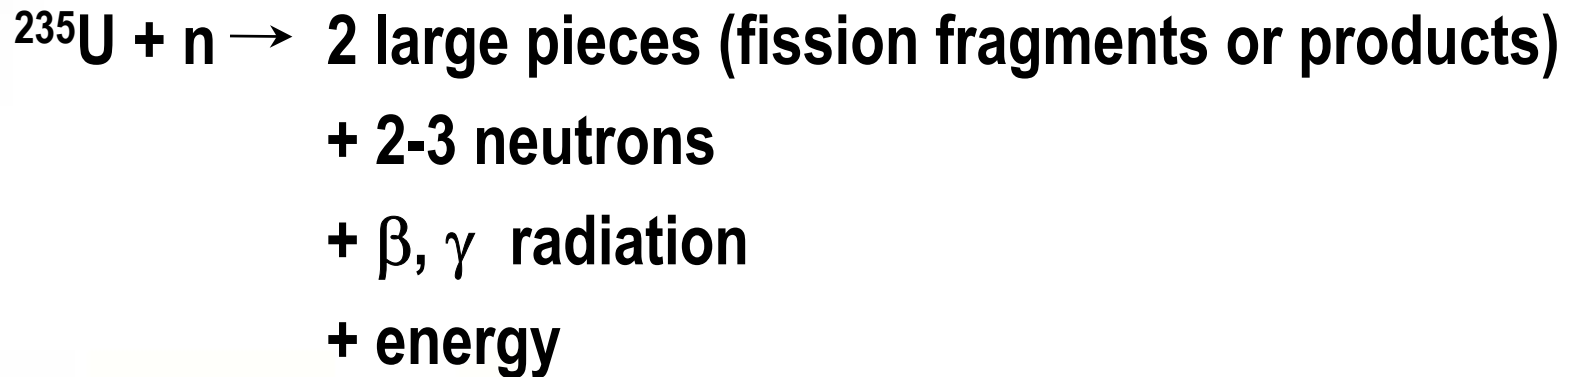 ²³⁵U + n → 2 large pieces (fission fragments or products)
+ 2-3 neutrons
+ β, γ radiation
+ energy